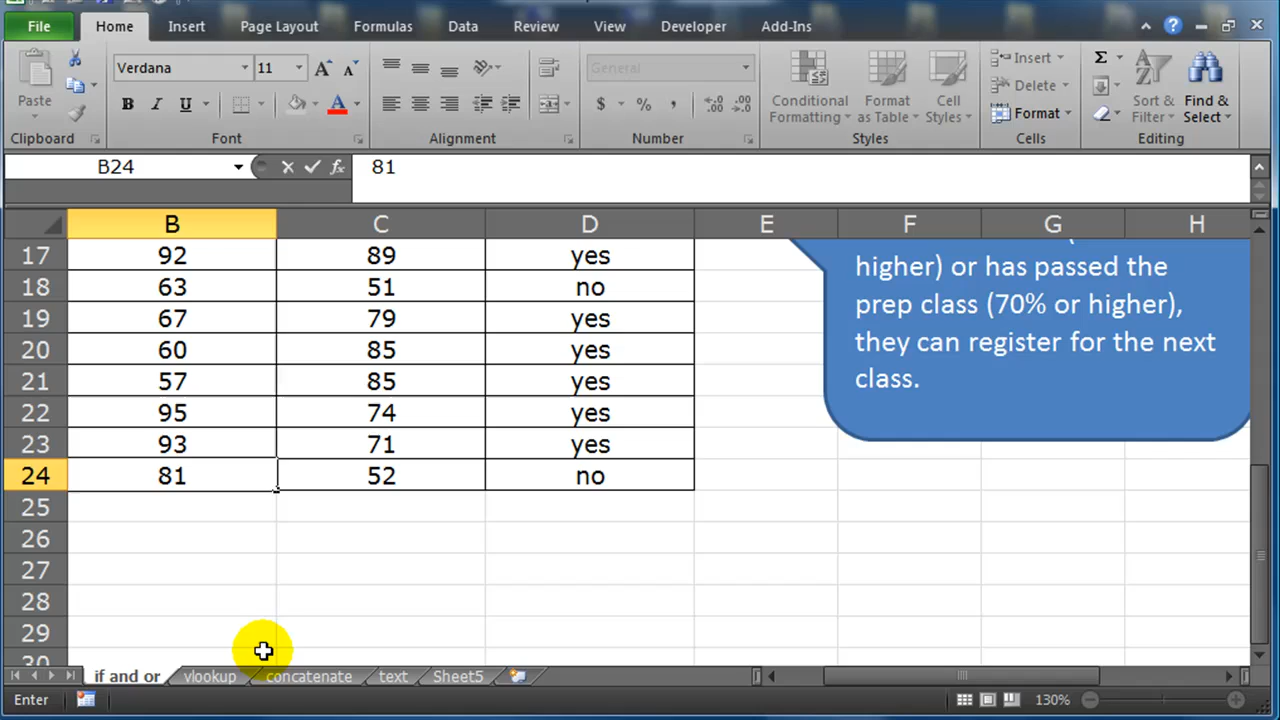 File Home Insert Page Layout Formulas Data Review View Developer Add-Ins
Verdana 11 General Insert
Paste Conditional Format Cell Delete Sort & Find &
B I U $ % , Formatting as Table Styles Format Filter Select
Clipboard Font Alignment Number Styles Cells Editing
B24 fx 81
B C D E F G H
17 92 89 yes
18 63 51 no
19 67 79 yes
20 60 85 yes
21 57 85 yes
22 95 74 yes
23 93 71 yes
24 81 52 no
25
26
27
28
29
30
higher) or has passed the
prep class (70% or higher),
they can register for the next
class.
if and or vlookup concatenate text Sheet5
Enter 130%